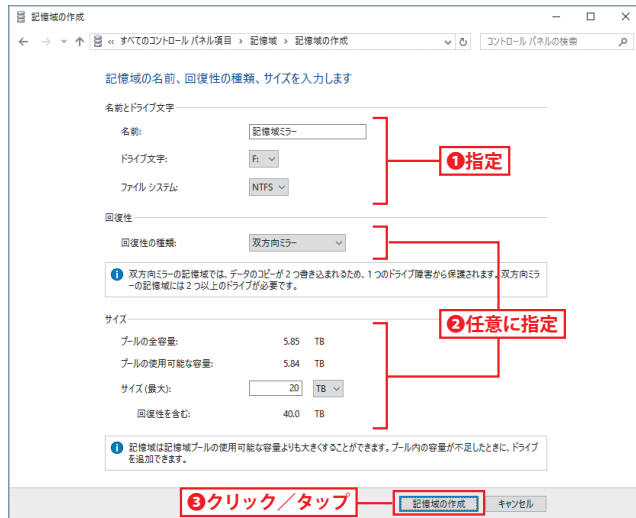 記憶域の作成
« すべてのコントロール パネル項目 › 記憶域 › 記憶域の作成
コントロール パネルの検索
記憶域の名前、回復性の種類、サイズを入力します
名前とドライブ文字
名前: 記憶域ミラー
ドライブ文字: F:
❶指定
ファイル システム: NTFS
回復性
回復性の種類: 双方向ミラー
双方向ミラーの記憶域では、データのコピーが 2 つ書き込まれるため、1 つのドライブ障害から保護されます。双方向ミラ
ーの記憶域には 2 つ以上のドライブが必要です。
❷任意に指定
サイズ
プールの全容量: 5.85 TB
プールの使用可能な容量: 5.84 TB
サイズ (最大): 20 TB
回復性を含む: 40.0 TB
記憶域は記憶域プールの使用可能な容量よりも大きくすることができます。プール内の容量が不足したときに、ドライブ
を追加できます。
❸クリック／タップ 記憶域の作成 キャンセル